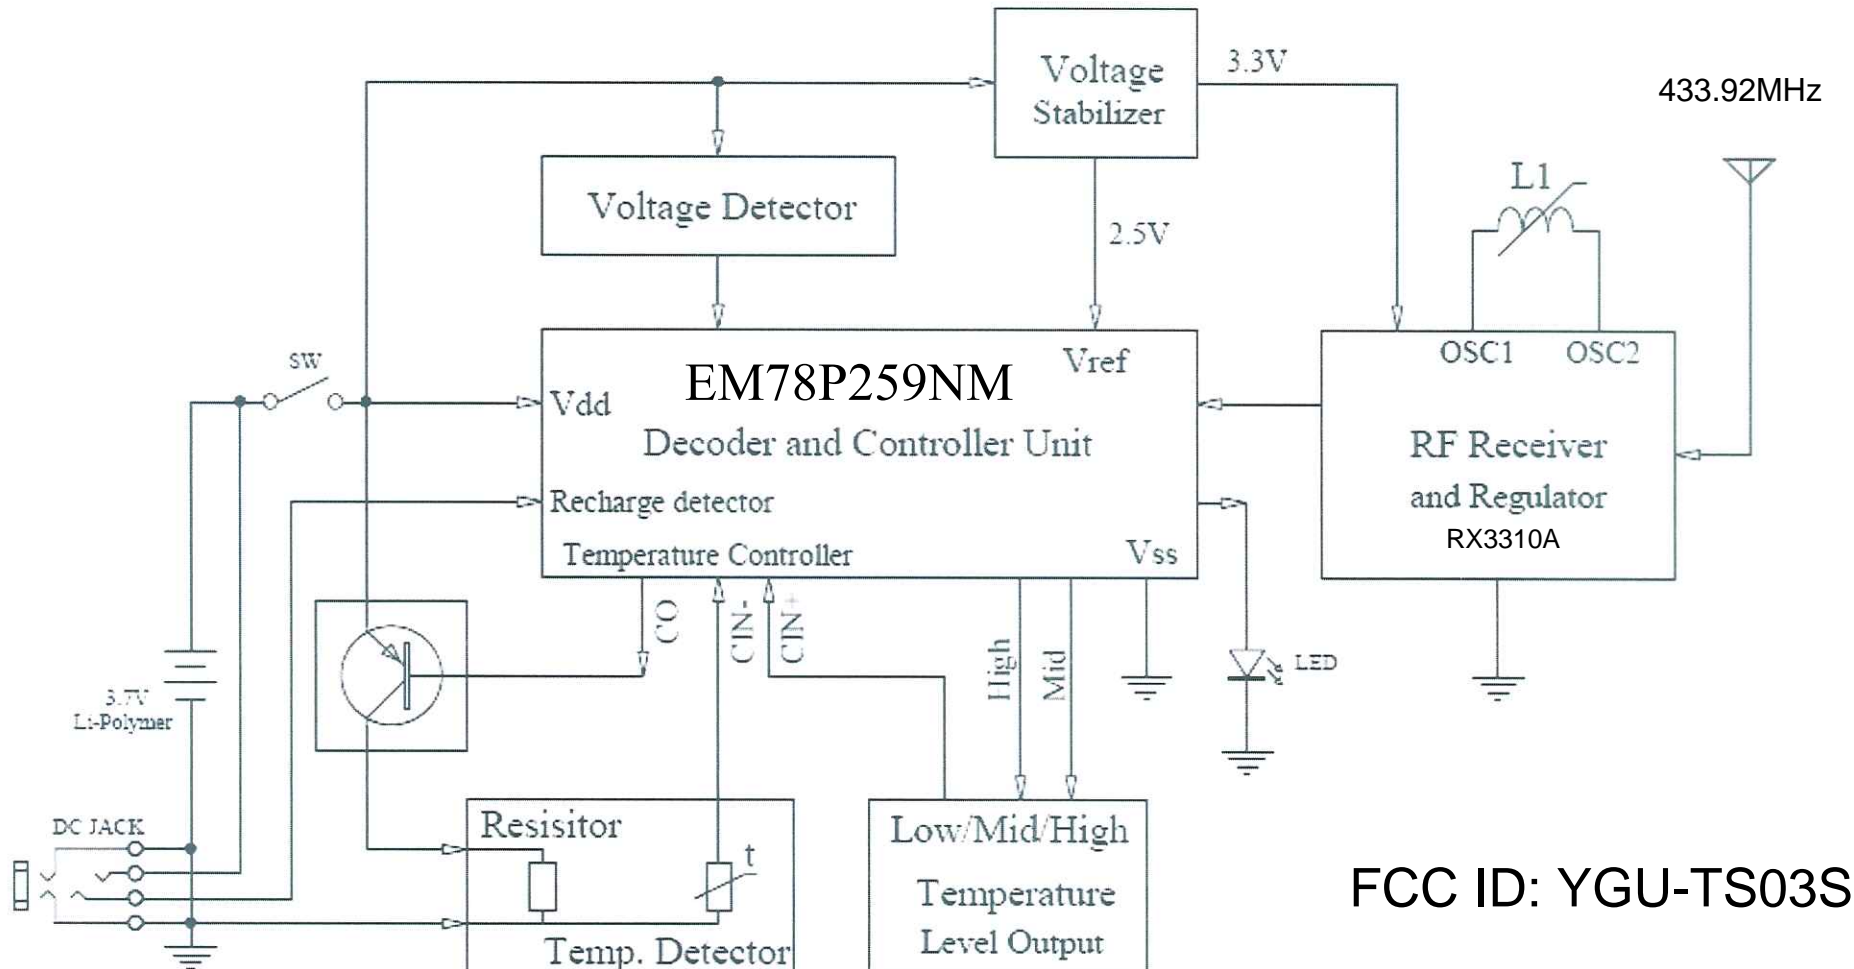 Voltage
Stabilizer
3.3V
433.92MHz
L1
Voltage Detector
2.5V
SW
Vdd
EM78P259NM
Vref
OSC1
OSC2
Decoder and Controller Unit
RF Receiver
and Regulator
RX3310A
Recharge detector
Temperature Controller
Vss
CO
CIN-
CIN+
High
Mid
LED
3.7V
Li-Polymer
DC JACK
Resisitor
t
Temp. Detector
Low/Mid/High
Temperature
Level Output
FCC ID: YGU-TS03S